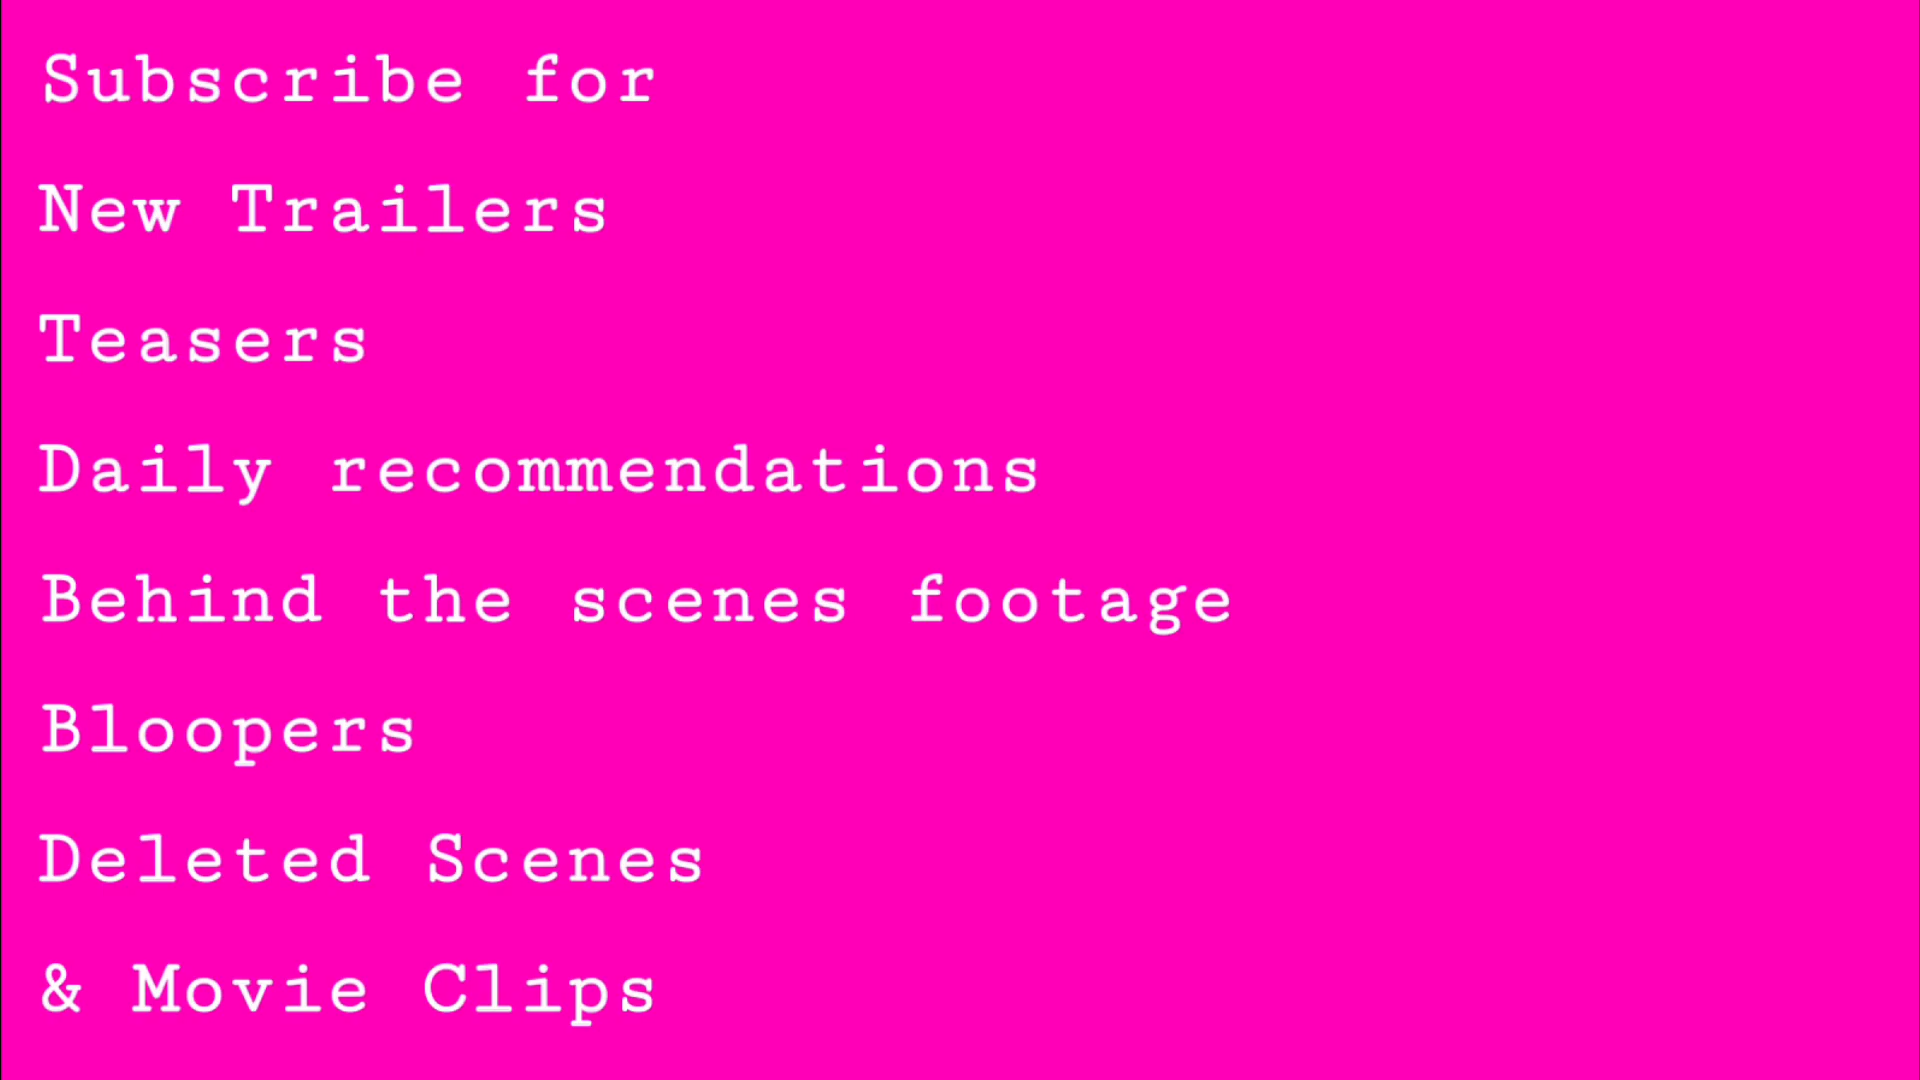 Subscribe for
New Trailers
Teasers
Daily recommendations
Behind the scenes footage
Bloopers
Deleted Scenes
& Movie Clips